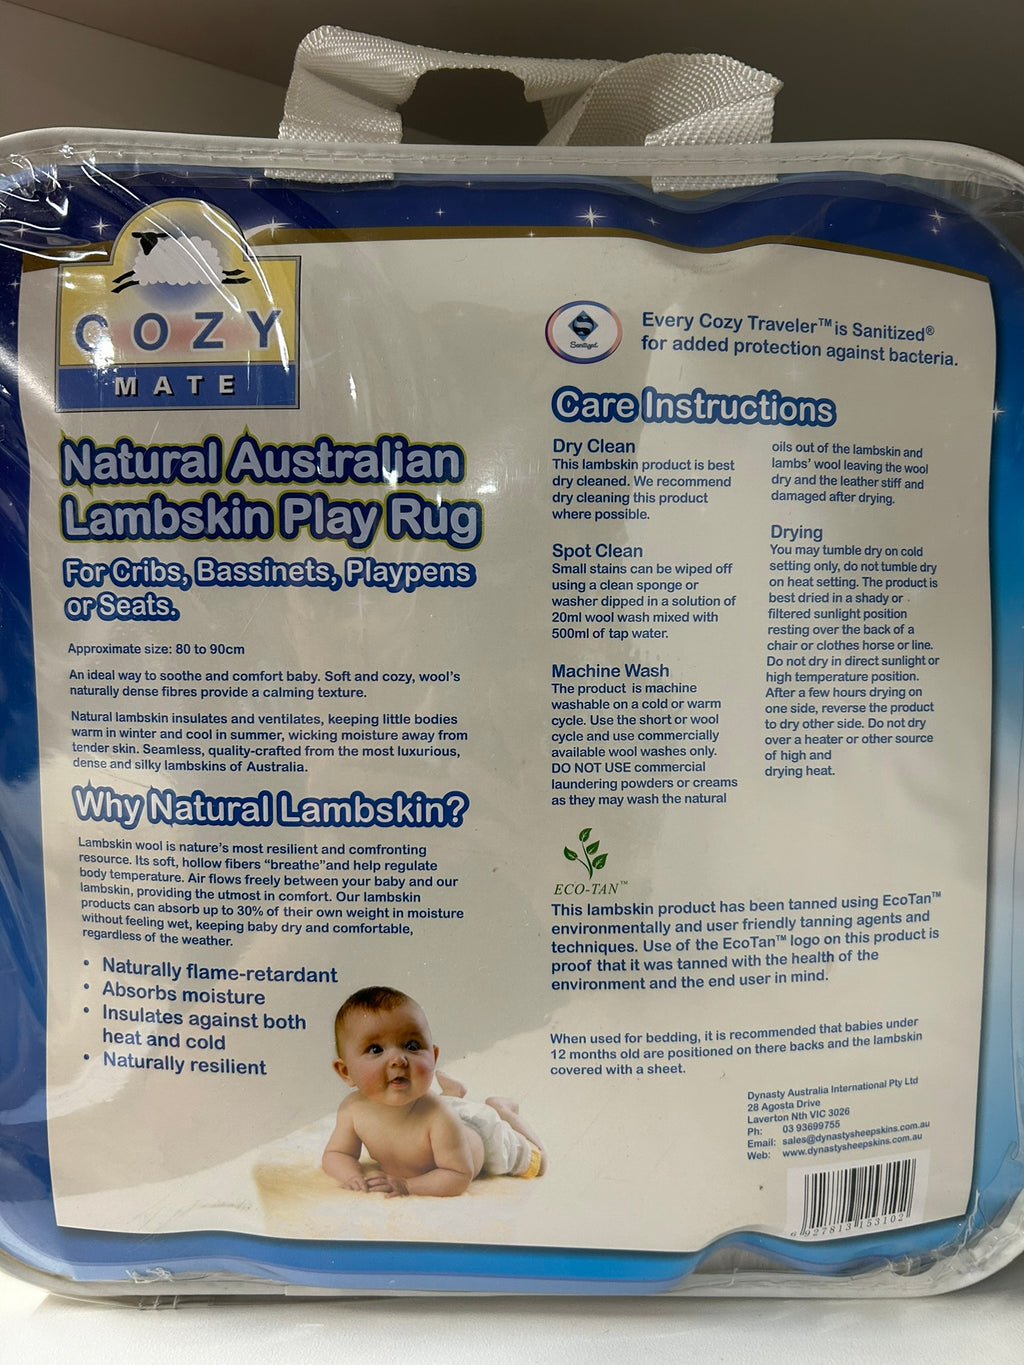 COZY
MATE
Natural Australian
Lambskin Play Rug
For Cribs, Bassinets, Playpens
or Seats.
Approximate size: 80 to 90cm
An ideal way to soothe and comfort baby. Soft and cozy, wool's
naturally dense fibres provide a calming texture.
Natural lambskin insulates and ventilates, keeping little bodies
warm in winter and cool in summer, wicking moisture away from
tender skin. Seamless, quality-crafted from the most luxurious,
dense and silky lambskins of Australia.
Why Natural Lambskin?
Lambskin wool is nature's most resilient and comfronting
resource. Its soft, hollow fibers "breathe"and help regulate
body temperature. Air flows freely between your baby and our
lambskin, providing the utmost in comfort. Our lambskin
products can absorb up to 30% of their own weight in moisture
without feeling wet, keeping baby dry and comfortable,
regardless of the weather.
• Naturally flame-retardant
• Absorbs moisture
• Insulates against both
heat and cold
• Naturally resilient
Sanitized
Every Cozy Traveler™ is Sanitized®
for added protection against bacteria.
Care Instructions
Dry Clean
This lambskin product is best
dry cleaned. We recommend
dry cleaning this product
where possible.
Spot Clean
Small stains can be wiped off
using a clean sponge or
washer dipped in a solution of
20ml wool wash mixed with
500ml of tap water.
Machine Wash
The product is machine
washable on a cold or warm
cycle. Use the short or wool
cycle and use commercially
available wool washes only.
DO NOT USE commercial
laundering powders or creams
as they may wash the natural
oils out of the lambskin and
lambs' wool leaving the wool
dry and the leather stiff and
damaged after drying.
Drying
You may tumble dry on cold
setting only, do not tumble dry
on heat setting. The product is
best dried in a shady or
filtered sunlight position
resting over the back of a
chair or clothes horse or line.
Do not dry in direct sunlight or
high temperature position.
After a few hours drying on
one side, reverse the product
to dry other side. Do not dry
over a heater or other source
of high and
drying heat.
ECO-TAN™
This lambskin product has been tanned using EcoTan™
environmentally and user friendly tanning agents and
techniques. Use of the EcoTan™ logo on this product is
proof that it was tanned with the health of the
environment and the end user in mind.
When used for bedding, it is recommended that babies under
12 months old are positioned on there backs and the lambskin
covered with a sheet.
Dynasty Australia International Pty Ltd
28 Agosta Drive
Laverton Nth VIC 3026
Ph: 03 93699755
Email: sales@dynastysheepskins.com.au
Web: www.dynastysheepskins.com.au
6 927813 153102